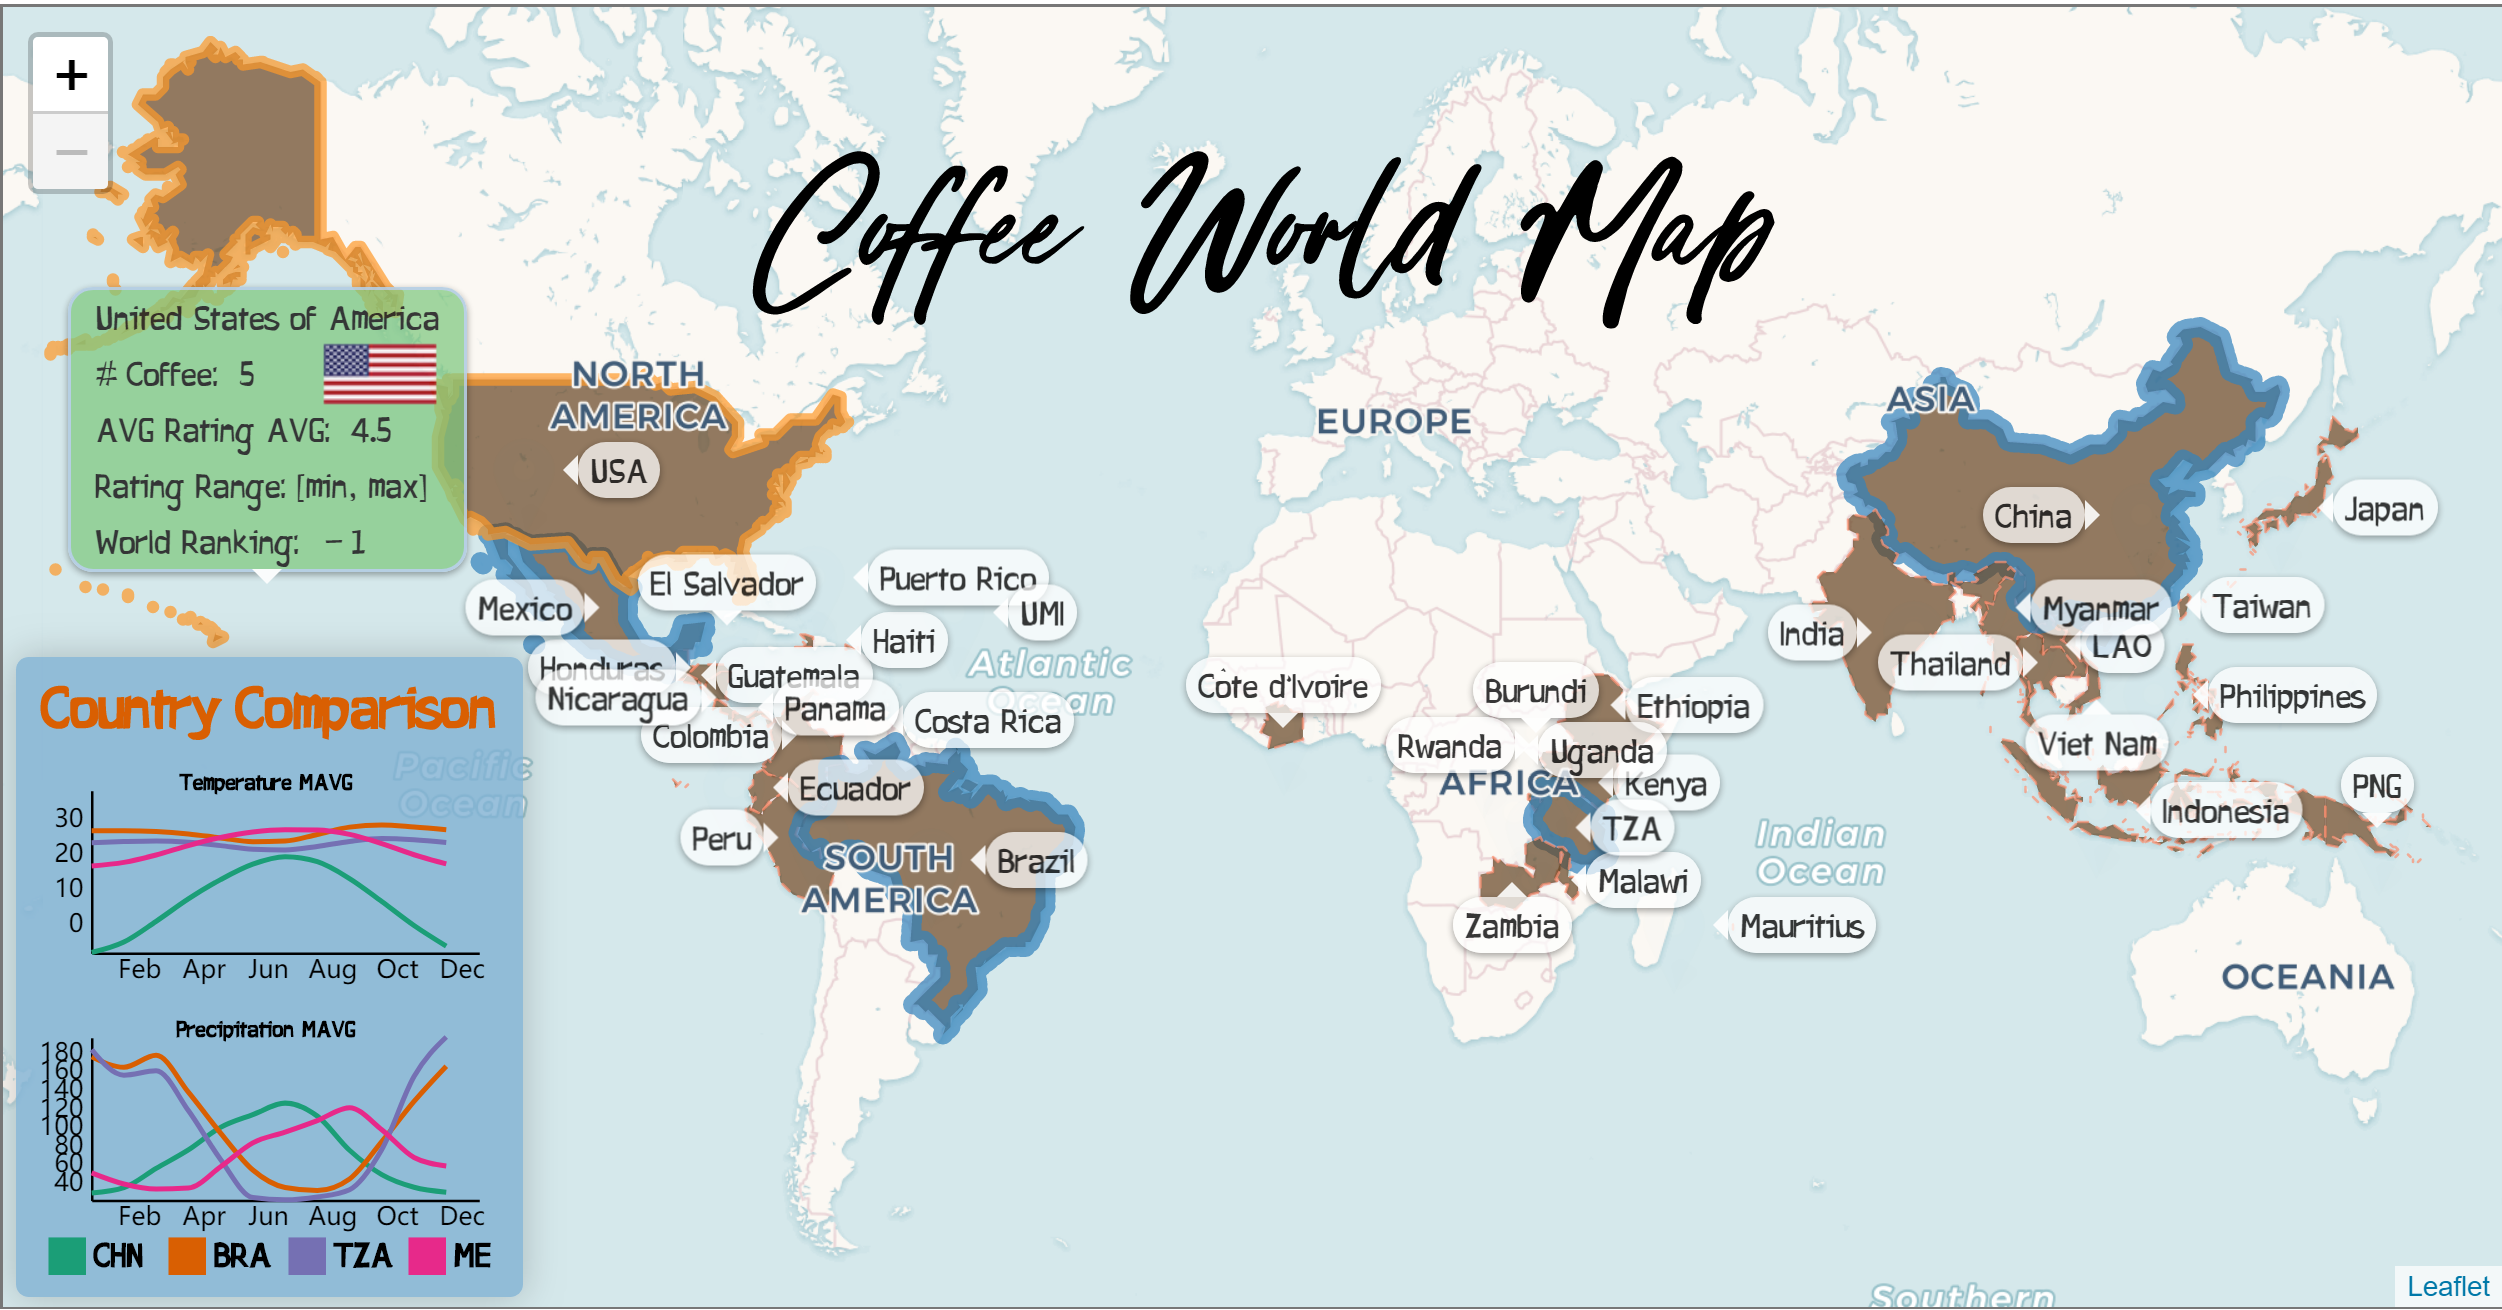 +
−
Coffee World Map
United States of America
# Coffee: 5
AVG Rating AVG: 4.5
Rating Range: [min, max]
World Ranking: -1
NORTH
AMERICA
USA
EUROPE
ASIA
China
Japan
El Salvador
Puerto Rico
UMI
Mexico
Haiti
Myanmar
Taiwan
India
LAO
Thailand
Honduras
Guatemala
Atlantic
Ocean
Nicaragua
Panama
Costa Rica
Colombia
Côte d'Ivoire
Burundi
Ethiopia
Philippines
Rwanda
Uganda
Viet Nam
AFRICA
Kenya
PNG
Pacific
Ocean
Ecuador
Indonesia
Peru
TZA
Indian
Ocean
SOUTH
AMERICA
Brazil
Malawi
Zambia
Mauritius
OCEANIA
Country Comparison
Temperature MAVG
30
20
10
0
Feb Apr Jun Aug Oct Dec
Precipitation MAVG
180
160
140
120
100
80
60
40
Feb Apr Jun Aug Oct Dec
CHN BRA TZA ME
Southern
Leaflet